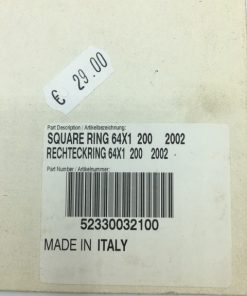 € 29.00
Part Description / Artikelbezeichnung:
SQUARE RING 64X1 200 2002
RECHTECKRING 64X1 200 2002
Part Number / Artikelnummer:
52330032100
MADE IN ITALY